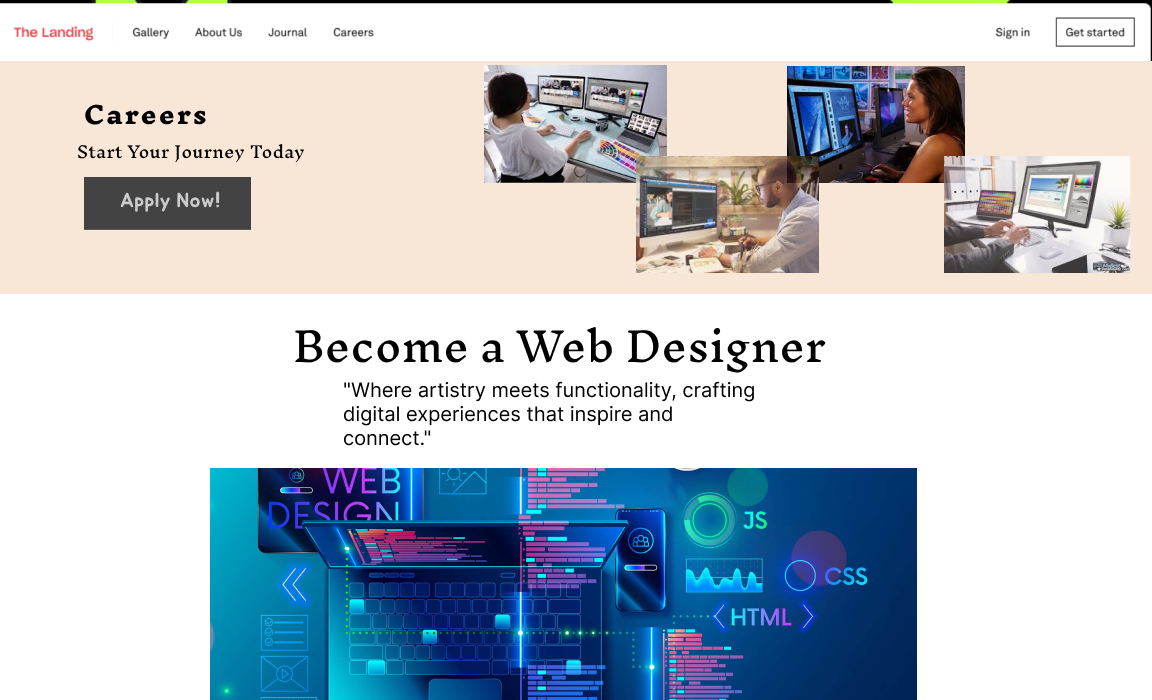 The Landing
Gallery
About Us
Journal
Careers
Sign in
Get started
Careers
Start Your Journey Today
Apply Now!
Become a Web Designer
"Where artistry meets functionality, crafting
digital experiences that inspire and
connect."
WEB
DESIGN
JS
CSS
HTML